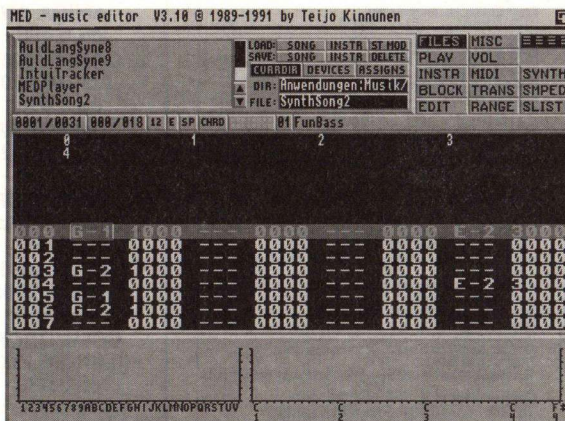 MED - music editor V3.10 © 1989-1991 by Teijo Kinnunen
AuldLangSyne8
AuldLangSyne9
IntuiTracker
MEDPlayer
SynthSong2
LOAD: SONG INSTR ST MOD
SAVE: SONG INSTR DELETE
CURRDIR DEVICES ASSIGNS
DIR: Anwendungen:Musik/
FILE: SynthSong2
FILES MISC
PLAY VOL
INSTR MIDI SYNTH
BLOCK TRANS SMPED
EDIT RANGE SLIST
0001/0031 000/018 12 E SP CHRD 01 FunBass
0 1 2 3
4
000 G-1 1000 --- 0000 --- 0000 E-2 3000
001 --- 0000 --- 0000 --- 0000 --- 0000
002 --- 0000 --- 0000 --- 0000 --- 0000
003 G-2 1000 --- 0000 --- 0000 --- 0000
004 --- 0000 --- 0000 --- 0000 E-2 3000
005 G-1 1000 --- 0000 --- 0000 --- 0000
006 G-2 1000 --- 0000 --- 0000 --- 0000
007 --- 0000 --- 0000 --- 0000 --- 0000
123456789ABCDEFGHIJKLMNOPQRSTUV
C C C C F#
1 2 3 4 4